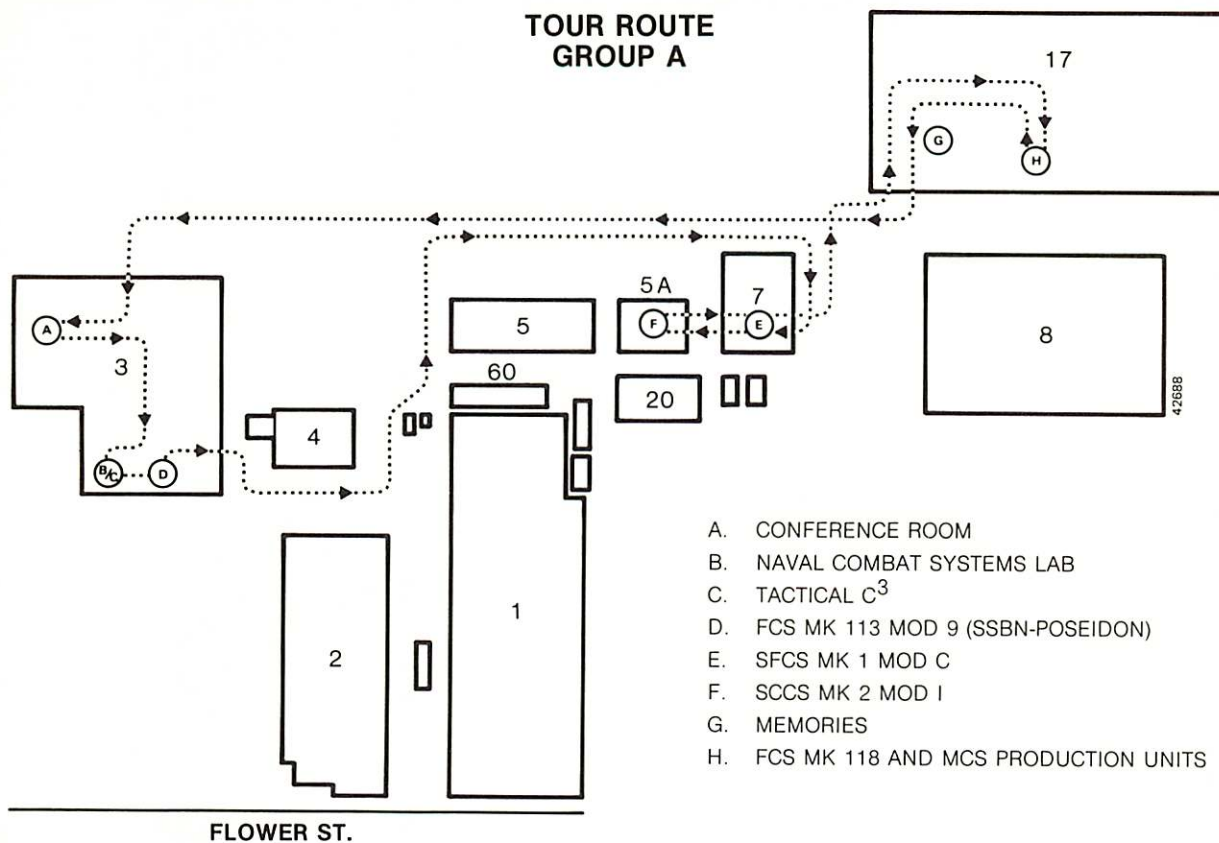 TOUR ROUTE
GROUP A
17
G
H
A
3
B/C
D
4
5
5A
F
7
E
60
20
8
42688
1
2
A. CONFERENCE ROOM
B. NAVAL COMBAT SYSTEMS LAB
C. TACTICAL C³
D. FCS MK 113 MOD 9 (SSBN-POSEIDON)
E. SFCS MK 1 MOD C
F. SCCS MK 2 MOD I
G. MEMORIES
H. FCS MK 118 AND MCS PRODUCTION UNITS
FLOWER ST.